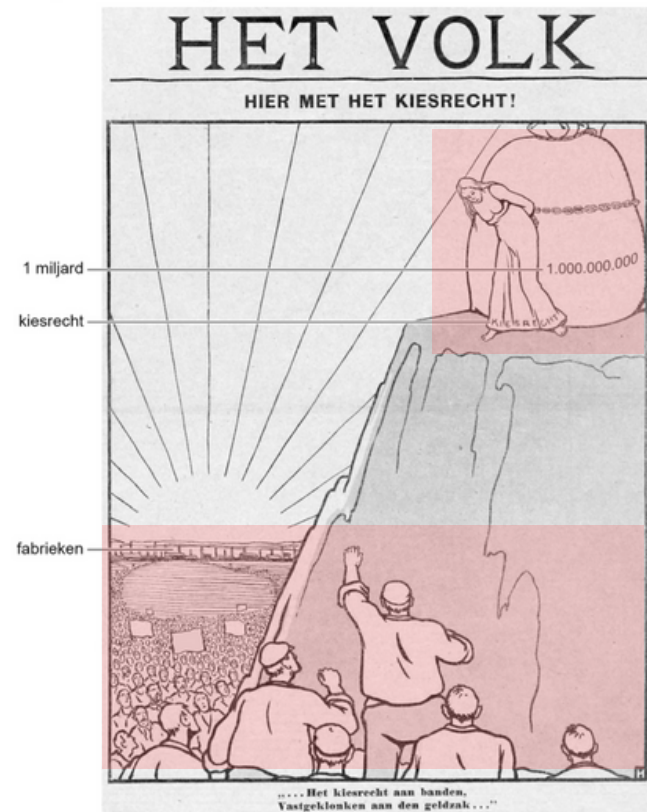 HET VOLK
HIER MET HET KIESRECHT!
1 miljard
1.000.000.000
kiesrecht
KIESRECHT
fabrieken
„...Het kiesrecht aan banden,
Vastgeklonken aan den geldzak..."
H